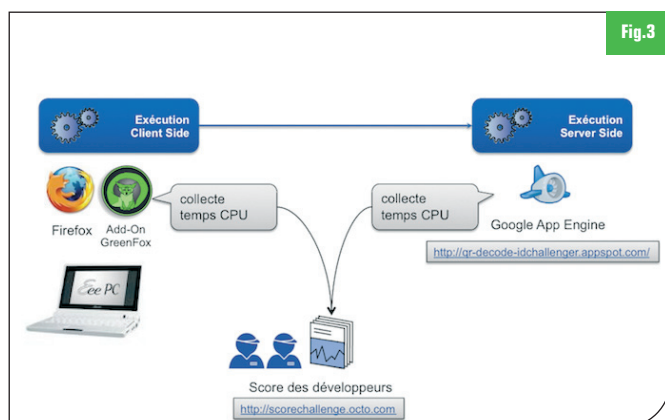 Fig.3
Exécution
Client Side
Exécution
Server Side
collecte
temps CPU
collecte
temps CPU
Firefox
Add-On
GreenFox
Google App Engine
http://qr-decode-idchallenger.appspot.com/
Eee PC
Score des développeurs
http://scorechallenge.octo.com